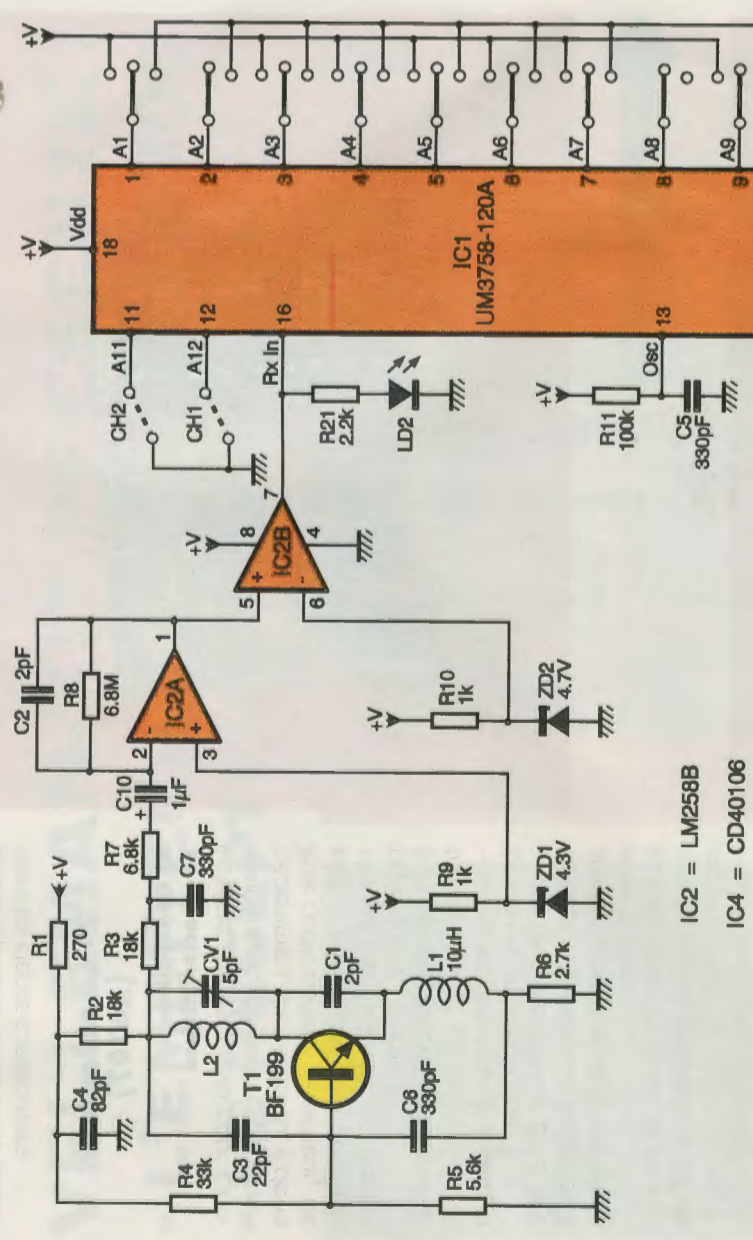 +V
+V
Vdd
18
IC1
UM3758-120A
A1
1
A2
2
A3
3
A4
4
A5
5
A6
6
A7
7
A8
8
A9
9
CH2
A11
11
CH1
A12
12
Rx In
16
R21
2.2k
LD2
+V
R11
100k
Osc
13
C5
330pF
C2
2pF
R8
6.8M
IC2A
2
-
3
+
1
+V
8
IC2B
5
+
6
-
7
4
+V
R10
1k
ZD2
4.7V
+V
R9
1k
ZD1
4.3V
R1
270
+V
C4
82pF
R2
18k
R3
18k
R7
6.8k
C10
1µF
+
C7
330pF
L2
CV1
5pF
C1
2pF
T1
BF199
L1
10µH
R4
33k
C3
22pF
C6
330pF
R5
5.6k
R6
2.7k
IC2 = LM258B
IC4 = CD40106